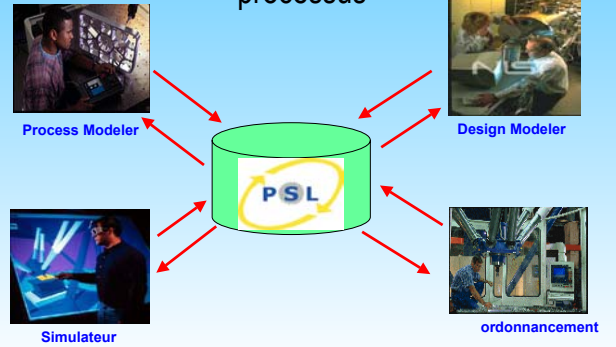 processus
Process Modeler
Design Modeler
PSL
Simulateur
ordonnancement